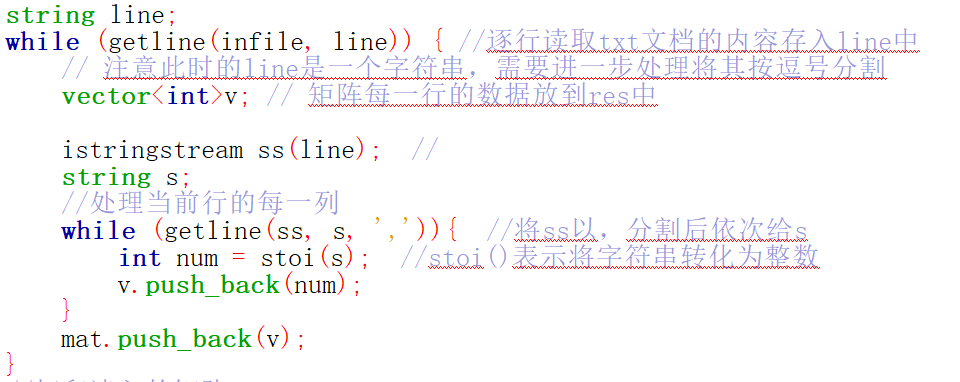 string line;
while (getline(infile, line)) { //逐行读取txt文档的内容存入line中
// 注意此时的line是一个字符串，需要进一步处理将其按逗号分割
vector<int>v; // 矩阵每一行的数据放到res中
istringstream ss(line); //
string s;
//处理当前行的每一列
while (getline(ss, s, ',')){ //将ss以，分割后依次给s
int num = stoi(s); //stoi()表示将字符串转化为整数
v.push_back(num);
}
mat.push_back(v);
}